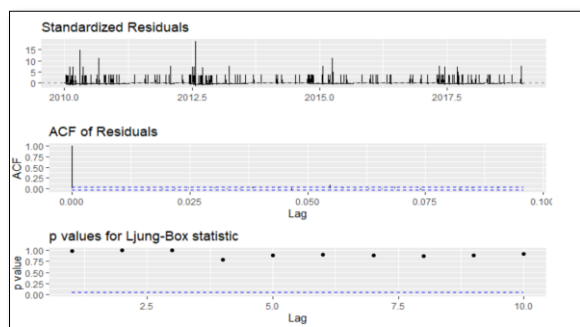 Standardized Residuals
15
10
5
0
2010.0 2012.5 2015.0 2017.5
ACF of Residuals
ACF
1.00
0.75
0.50
0.25
0.00
0.000 0.025 0.050 0.075 0.100
Lag
p values for Ljung-Box statistic
p value
1.00
0.75
0.50
0.25
0.00
2.5 5.0 7.5 10.0
Lag